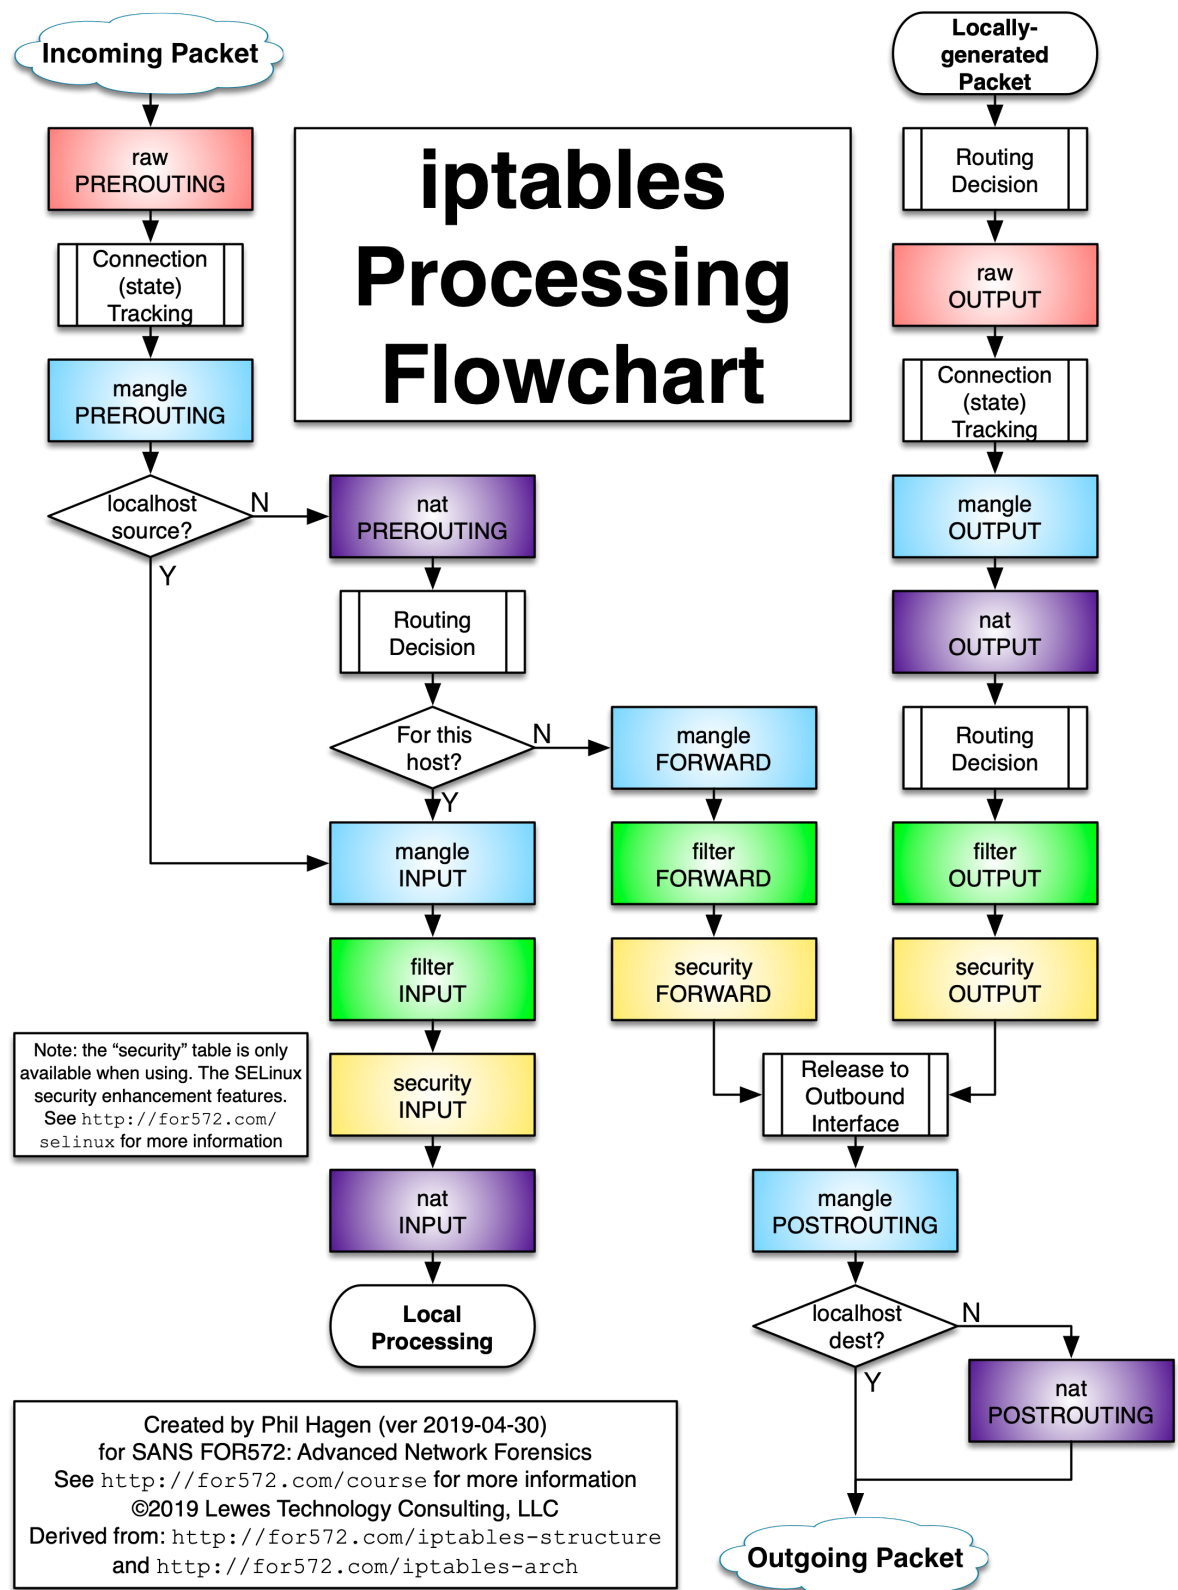 Incoming Packet
raw
PREROUTING
Connection
(state)
Tracking
mangle
PREROUTING
localhost
source?
N
Y
iptables
Processing
Flowchart
nat
PREROUTING
Routing
Decision
For this
host?
N
Y
mangle
INPUT
filter
INPUT
security
INPUT
nat
INPUT
Local
Processing
mangle
FORWARD
filter
FORWARD
security
FORWARD
Locally-
generated
Packet
Routing
Decision
raw
OUTPUT
Connection
(state)
Tracking
mangle
OUTPUT
nat
OUTPUT
Routing
Decision
filter
OUTPUT
security
OUTPUT
Release to
Outbound
Interface
mangle
POSTROUTING
localhost
dest?
N
Y
nat
POSTROUTING
Outgoing Packet
Note: the “security” table is only
available when using. The SELinux
security enhancement features.
See http://for572.com/
selinux for more information
Created by Phil Hagen (ver 2019-04-30)
for SANS FOR572: Advanced Network Forensics
See http://for572.com/course for more information
©2019 Lewes Technology Consulting, LLC
Derived from: http://for572.com/iptables-structure
and http://for572.com/iptables-arch